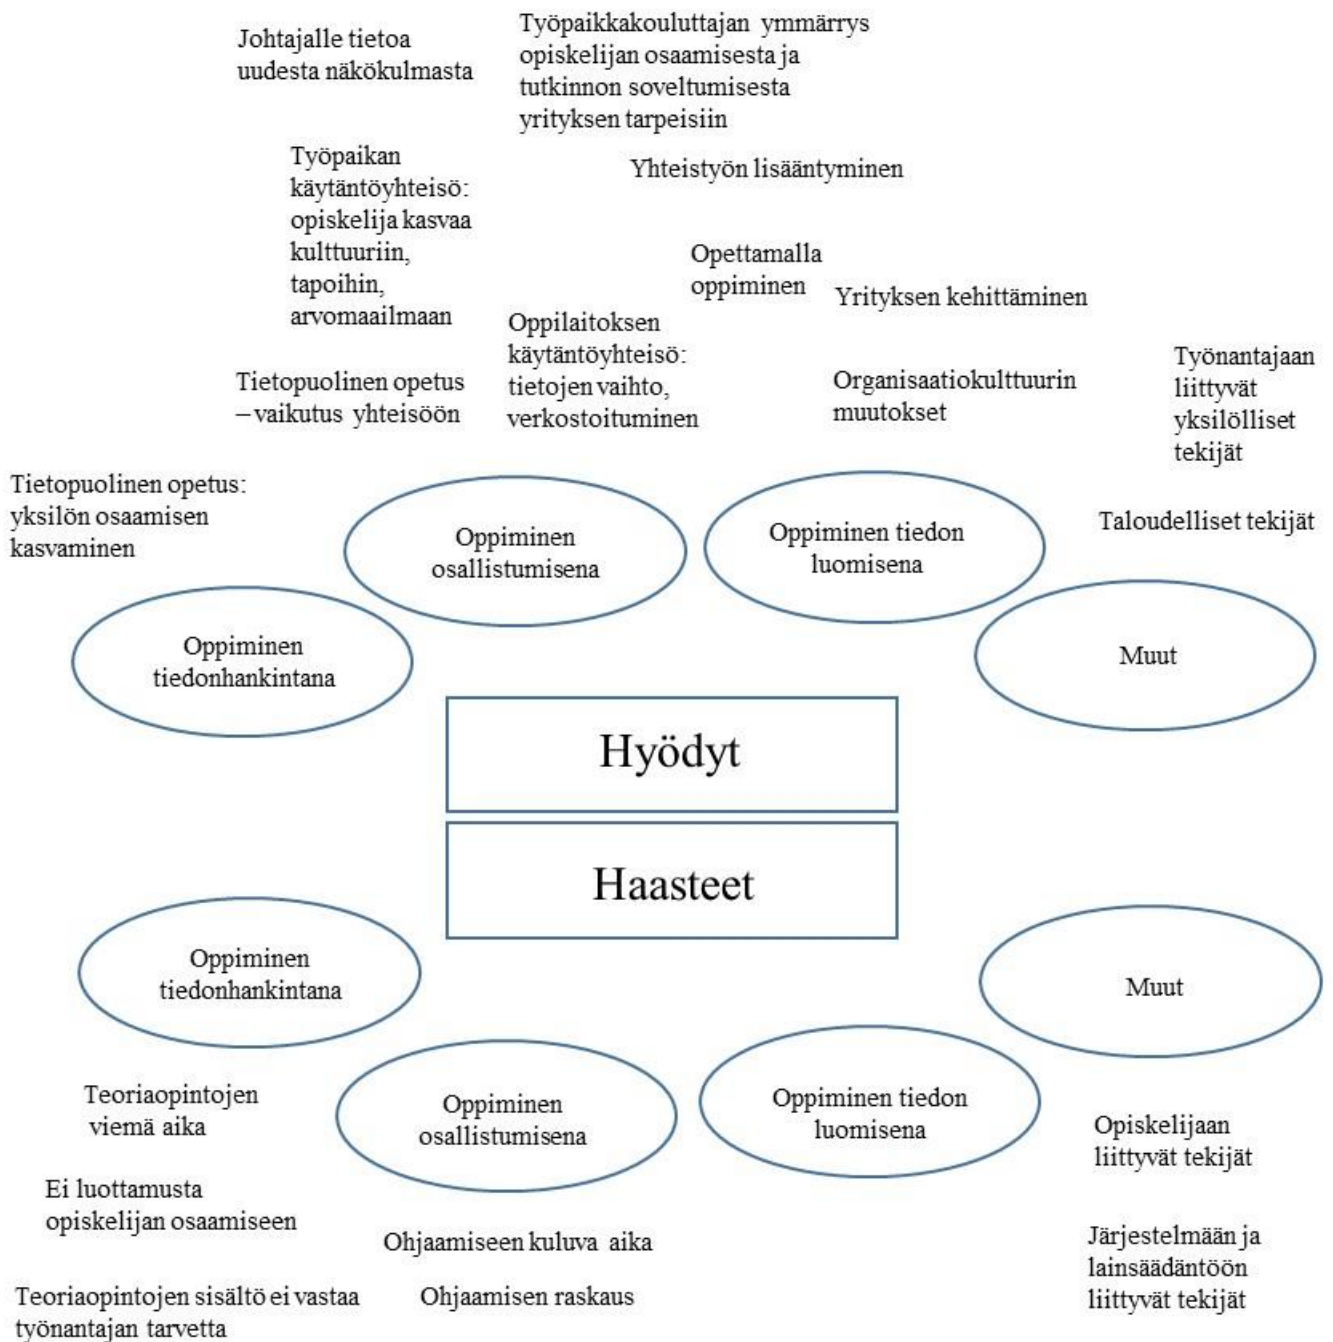 Johtajalle tietoa
uudesta näkökulmasta
Työpaikkakouluttajan ymmärrys
opiskelijan osaamisesta ja
tutkinnon soveltumisesta
yrityksen tarpeisiin
Työpaikan
käytäntöyhteisö:
opiskelija kasvaa
kulttuuriin,
tapoihin,
arvomaailmaan
Yhteistyön lisääntyminen
Opettamalla
oppiminen
Yrityksen kehittäminen
Oppilaitoksen
käytäntöyhteisö:
tietojen vaihto,
verkostoituminen
Työnantajaan
liittyvät
yksilölliset
tekijät
Tietopuolinen opetus
– vaikutus yhteisöön
Organisaatiokulttuurin
muutokset
Tietopuolinen opetus:
yksilön osaamisen
kasvaminen
Taloudelliset tekijät
Oppiminen
osallistumisena
Oppiminen tiedon
luomisena
Oppiminen
tiedonhankintana
Muut
Hyödyt
Haasteet
Oppiminen
tiedonhankintana
Muut
Oppiminen
osallistumisena
Oppiminen tiedon
luomisena
Teoriaopintojen
viemä aika
Opiskelijaan
liittyvät tekijät
Ei luottamusta
opiskelijan osaamiseen
Ohjaamiseen kuluva aika
Järjestelmään ja
lainsäädäntöön
liittyvät tekijät
Teoriaopintojen sisältö ei vastaa
työnantajan tarvetta
Ohjaamisen raskaus